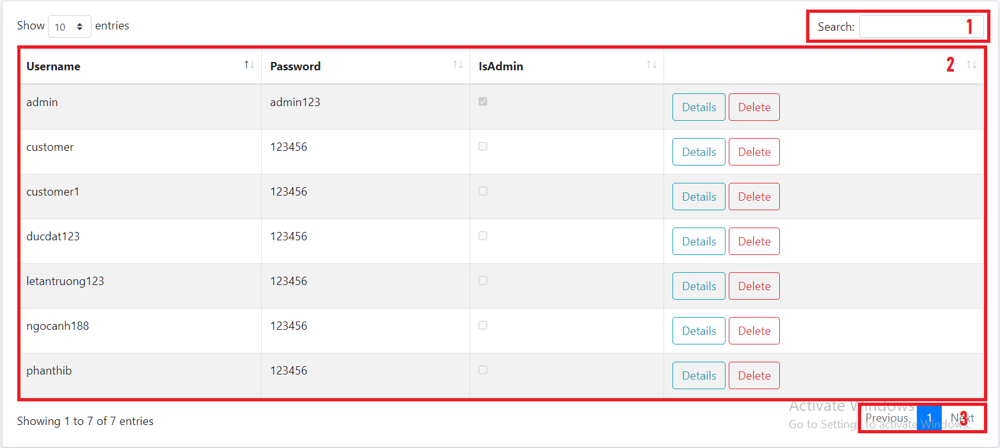 Show 10 entries
Search: 1
Username Password IsAdmin 2
admin admin123 Details Delete
customer 123456 Details Delete
customer1 123456 Details Delete
ducdat123 123456 Details Delete
letantruong123 123456 Details Delete
ngocanh188 123456 Details Delete
phanthib 123456 Details Delete
Activate Windows
Showing 1 to 7 of 7 entries
Previous 1 Next 3
Go to Settings to activate Windows.